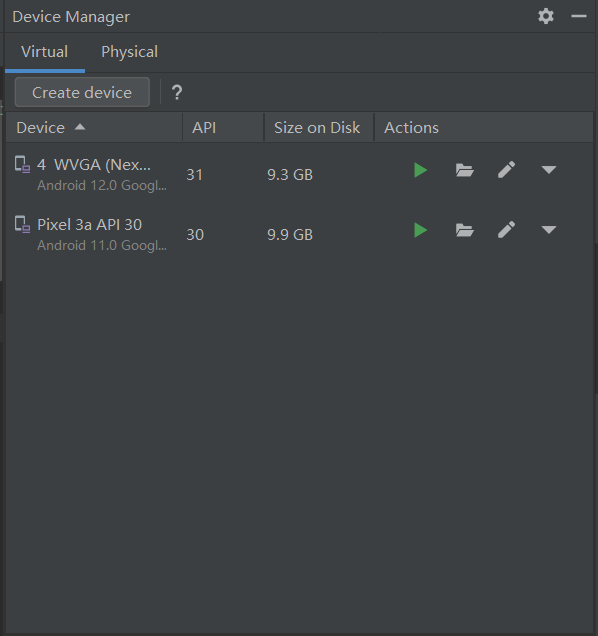 Device Manager
Virtual Physical
Create device ?
Device API Size on Disk Actions
4 WVGA (Nex...
Android 12.0 Googl...
31 9.3 GB
Pixel 3a API 30
Android 11.0 Googl...
30 9.9 GB